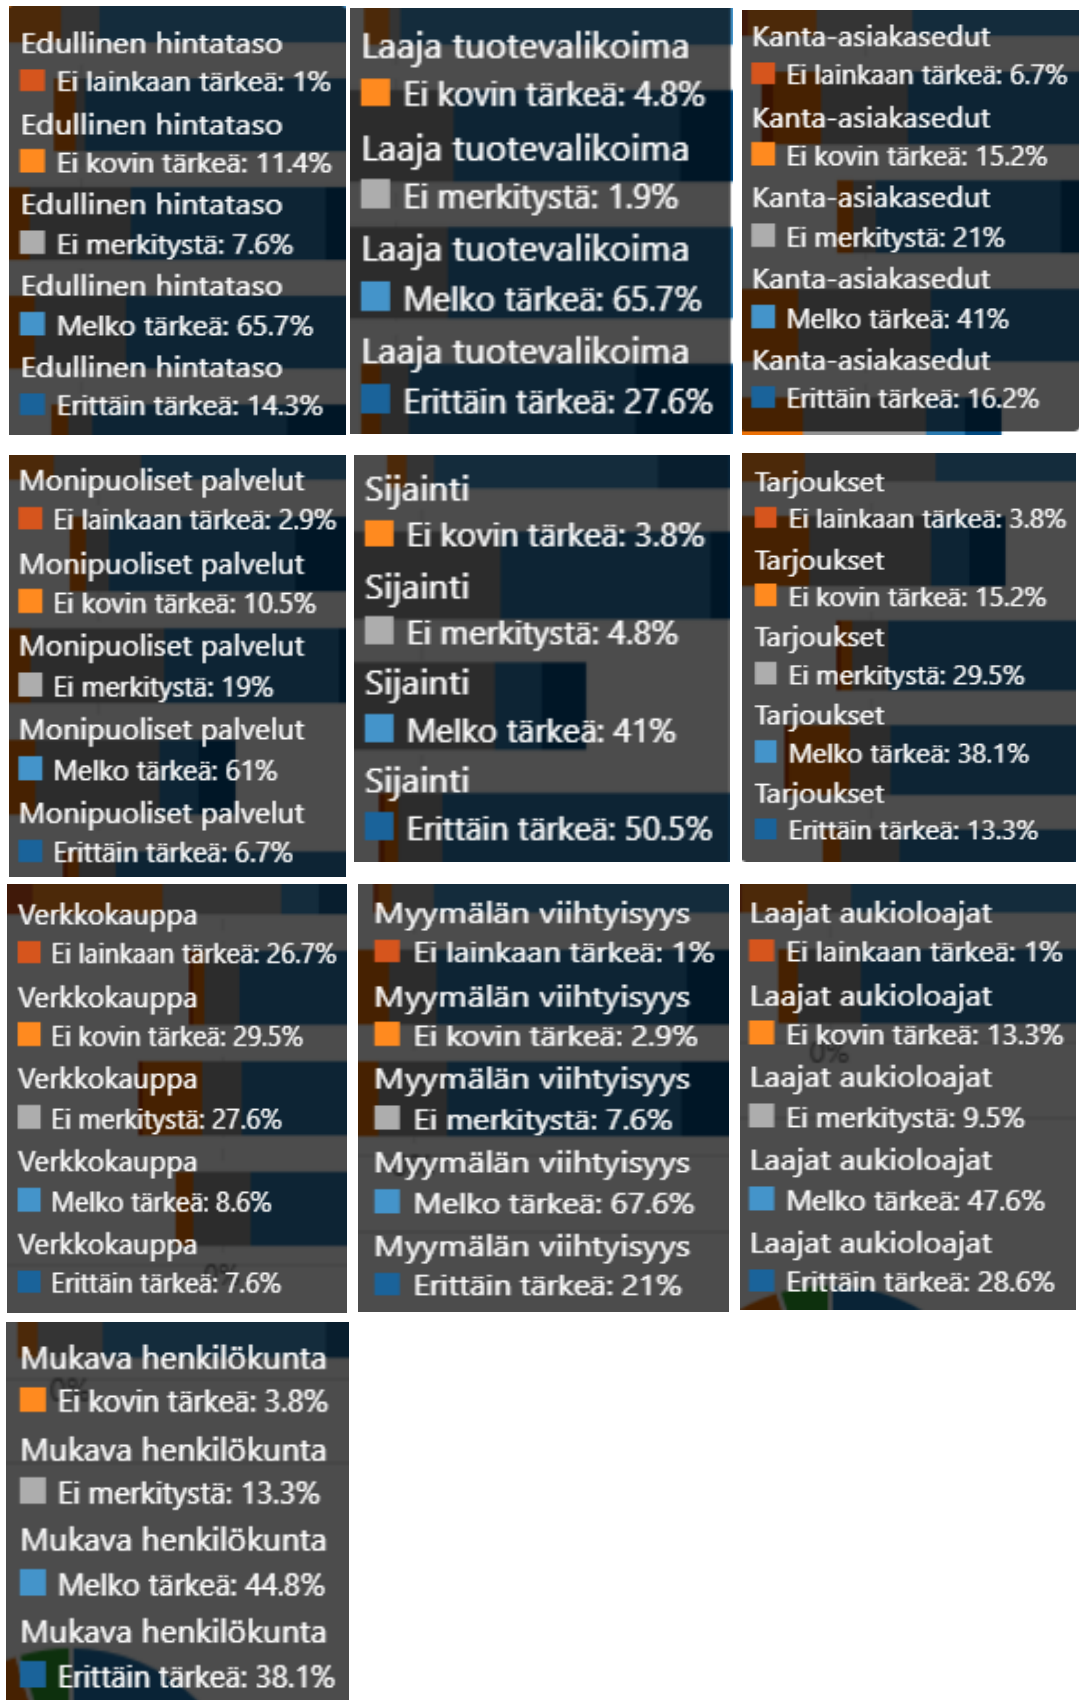 Edullinen hintataso
Ei lainkaan tärkeä: 1%
Edullinen hintataso
Ei kovin tärkeä: 11.4%
Edullinen hintataso
Ei merkitystä: 7.6%
Edullinen hintataso
Melko tärkeä: 65.7%
Edullinen hintataso
Erittäin tärkeä: 14.3%
Laaja tuotevalikoima
Ei kovin tärkeä: 4.8%
Laaja tuotevalikoima
Ei merkitystä: 1.9%
Laaja tuotevalikoima
Melko tärkeä: 65.7%
Laaja tuotevalikoima
Erittäin tärkeä: 27.6%
Kanta-asiakasedut
Ei lainkaan tärkeä: 6.7%
Kanta-asiakasedut
Ei kovin tärkeä: 15.2%
Kanta-asiakasedut
Ei merkitystä: 21%
Kanta-asiakasedut
Melko tärkeä: 41%
Kanta-asiakasedut
Erittäin tärkeä: 16.2%
Monipuoliset palvelut
Ei lainkaan tärkeä: 2.9%
Monipuoliset palvelut
Ei kovin tärkeä: 10.5%
Monipuoliset palvelut
Ei merkitystä: 19%
Monipuoliset palvelut
Melko tärkeä: 61%
Monipuoliset palvelut
Erittäin tärkeä: 6.7%
Sijainti
Ei kovin tärkeä: 3.8%
Sijainti
Ei merkitystä: 4.8%
Sijainti
Melko tärkeä: 41%
Sijainti
Erittäin tärkeä: 50.5%
Tarjoukset
Ei lainkaan tärkeä: 3.8%
Tarjoukset
Ei kovin tärkeä: 15.2%
Tarjoukset
Ei merkitystä: 29.5%
Tarjoukset
Melko tärkeä: 38.1%
Tarjoukset
Erittäin tärkeä: 13.3%
Verkkokauppa
Ei lainkaan tärkeä: 26.7%
Verkkokauppa
Ei kovin tärkeä: 29.5%
Verkkokauppa
Ei merkitystä: 27.6%
Verkkokauppa
Melko tärkeä: 8.6%
Verkkokauppa
0%
Erittäin tärkeä: 7.6%
Myymälän viihtyisyys
Ei lainkaan tärkeä: 1%
Myymälän viihtyisyys
Ei kovin tärkeä: 2.9%
Myymälän viihtyisyys
Ei merkitystä: 7.6%
Myymälän viihtyisyys
Melko tärkeä: 67.6%
Myymälän viihtyisyys
Erittäin tärkeä: 21%
Laajat aukioloajat
Ei lainkaan tärkeä: 1%
Laajat aukioloajat
Ei kovin tärkeä: 13.3%
0%
Laajat aukioloajat
Ei merkitystä: 9.5%
Laajat aukioloajat
Melko tärkeä: 47.6%
Laajat aukioloajat
Erittäin tärkeä: 28.6%
Mukava henkilökunta
0%
Ei kovin tärkeä: 3.8%
Mukava henkilökunta
Ei merkitystä: 13.3%
Mukava henkilökunta
Melko tärkeä: 44.8%
Mukava henkilökunta
Erittäin tärkeä: 38.1%